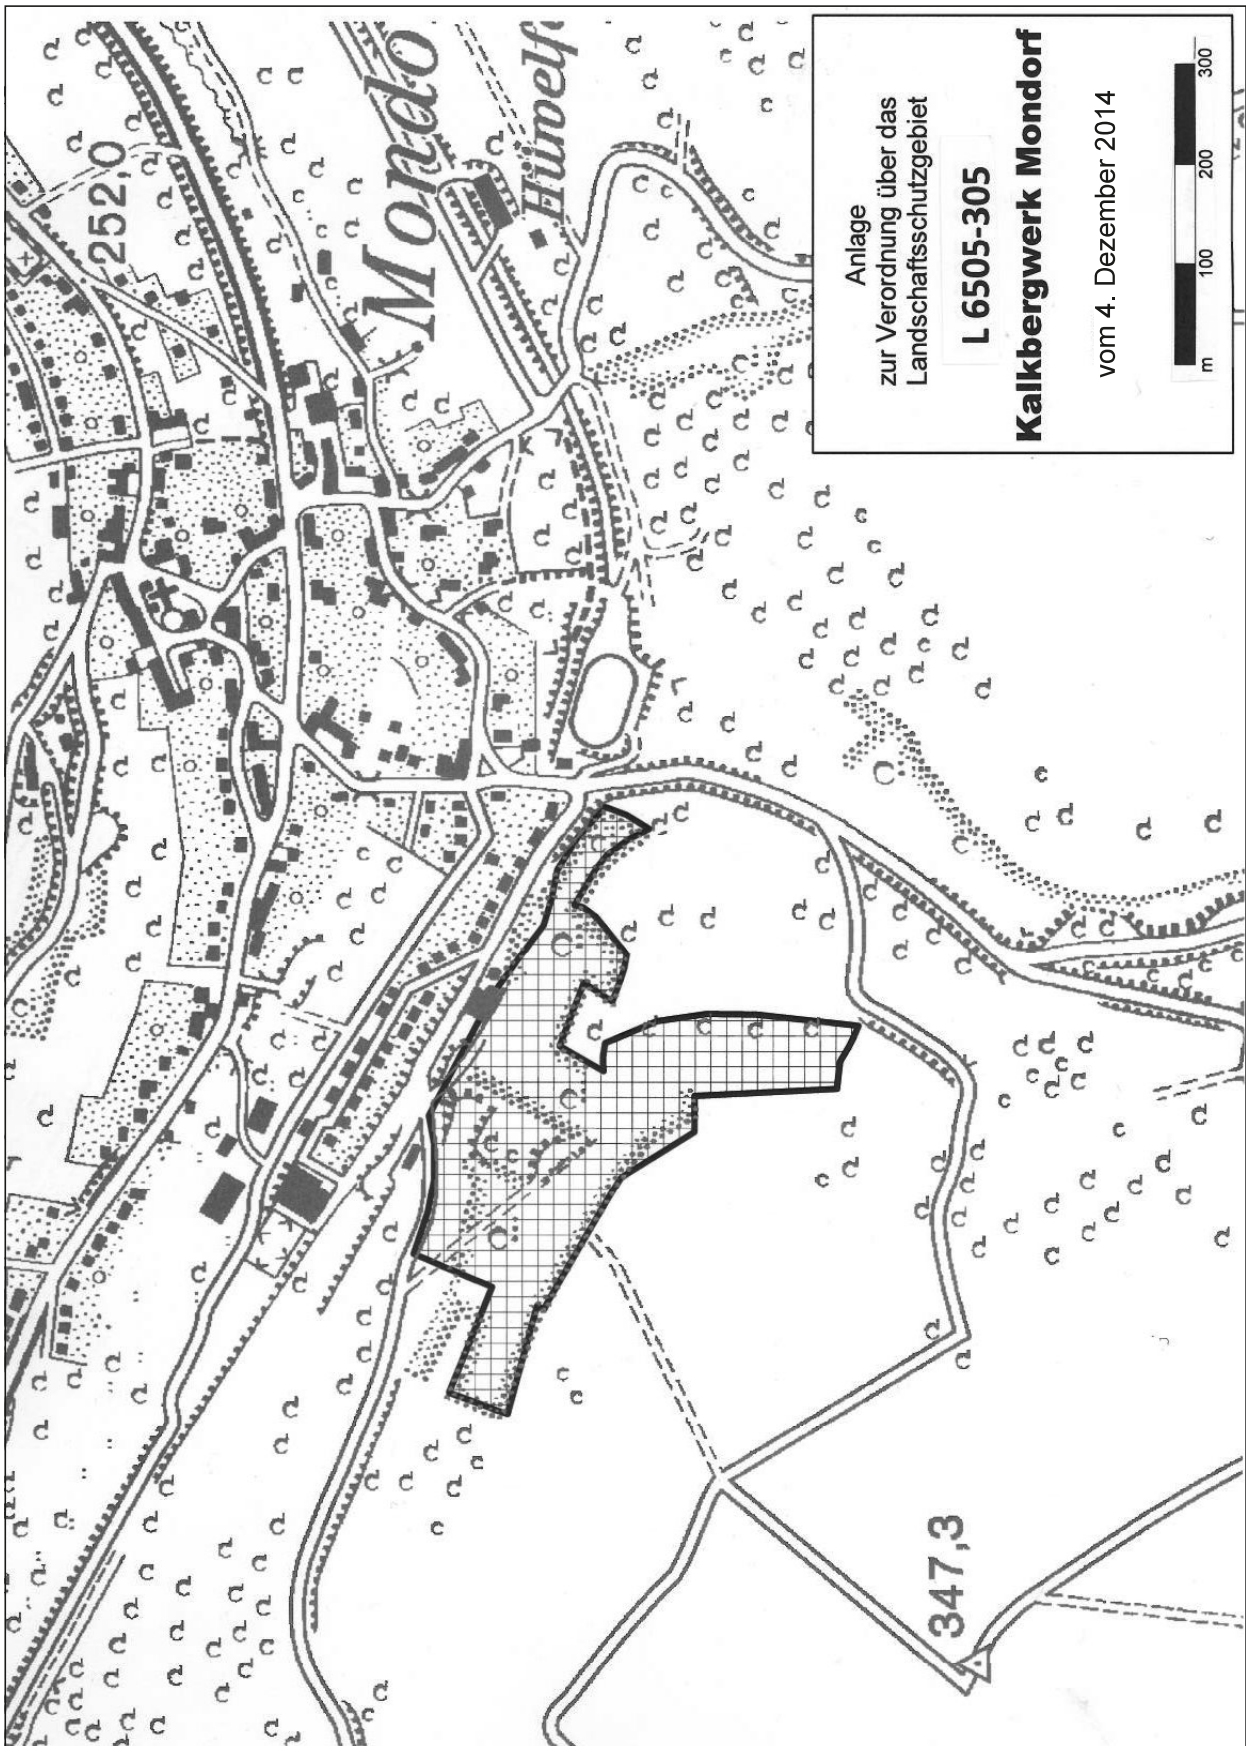 252,0
Mondo
Hüwelfe
Anlage
zur Verordnung über das
Landschaftsschutzgebiet
L 6505-305
Kalkbergwerk Mondorf
vom 4. Dezember 2014
m 100 200 300
347,3